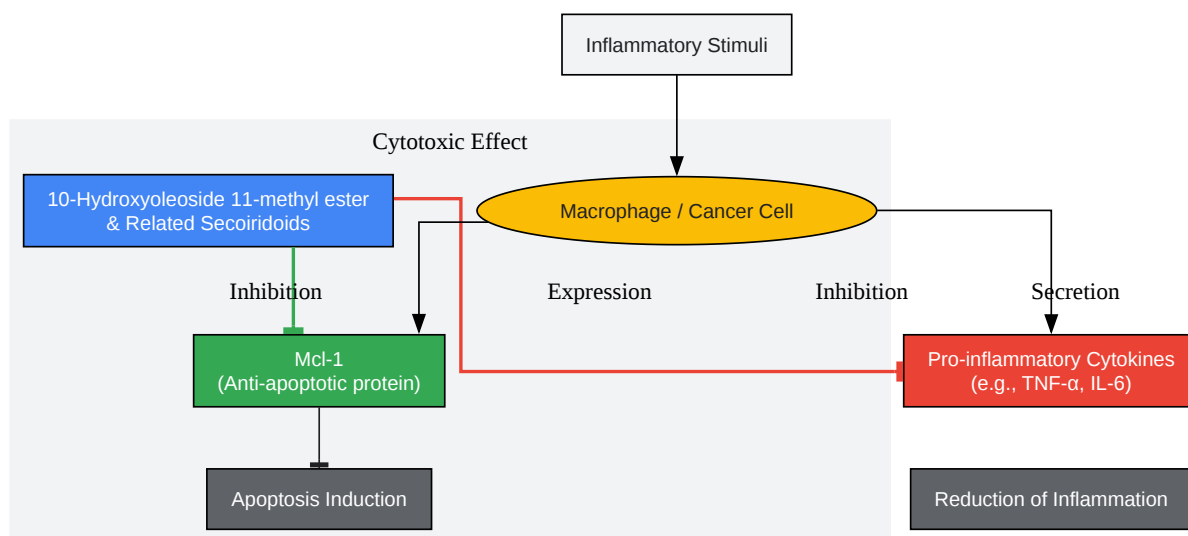 Inflammatory Stimuli
Cytotoxic Effect
10-Hydroxyoleoside 11-methyl ester
& Related Secoiridoids
Macrophage / Cancer Cell
Inhibition
Expression
Inhibition
Secretion
Mcl-1
(Anti-apoptotic protein)
Pro-inflammatory Cytokines
(e.g., TNF-α, IL-6)
Apoptosis Induction
Reduction of Inflammation